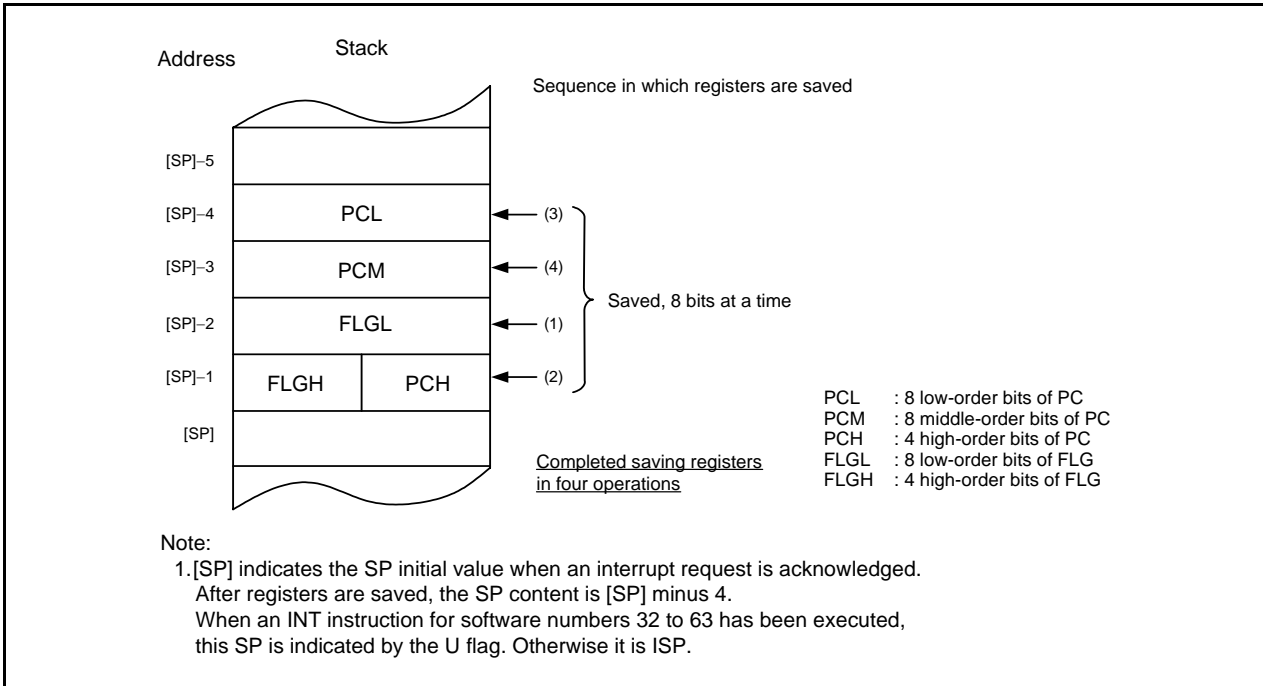 Address
Stack
Sequence in which registers are saved
[SP]−5
[SP]−4 PCL (3)
[SP]−3 PCM (4)
Saved, 8 bits at a time
[SP]−2 FLGL (1)
[SP]−1 FLGH PCH (2)
[SP]
Completed saving registers
in four operations
PCL : 8 low-order bits of PC
PCM : 8 middle-order bits of PC
PCH : 4 high-order bits of PC
FLGL : 8 low-order bits of FLG
FLGH : 4 high-order bits of FLG
Note:
1.[SP] indicates the SP initial value when an interrupt request is acknowledged.
After registers are saved, the SP content is [SP] minus 4.
When an INT instruction for software numbers 32 to 63 has been executed,
this SP is indicated by the U flag. Otherwise it is ISP.